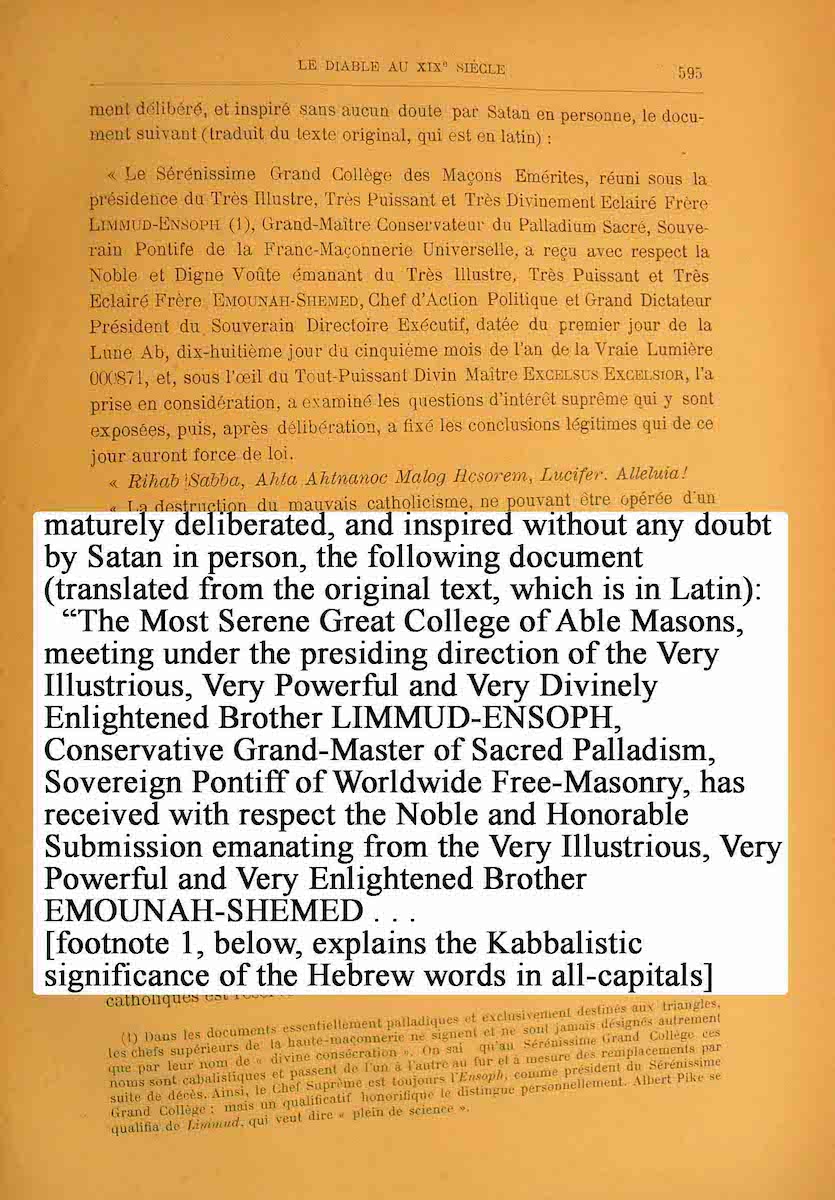 LE DIABLE AU XIXᵉ SIÈCLE 595
ment délibéré, et inspiré sans aucun doute par Satan en personne, le docu-
ment suivant (traduit du texte original, qui est en latin) :
« Le Sérénissime Grand Collège des Maçons Emérites, réuni sous la
présidence du Très Illustre, Très Puissant et Très Divinement Eclairé Frère
LIMMUD-ENSOPH (1), Grand-Maître Conservateur du Palladium Sacré, Souve-
rain Pontife de la Franc-Maçonnerie Universelle, a reçu avec respect la
Noble et Digne Voûte émanant du Très Illustre, Très Puissant et Très
Eclairé Frère EMOUNAH-SHEMED, Chef d'Action Politique et Grand Dictateur
Président du Souverain Directoire Exécutif, datée du premier jour de la
Lune Ab, dix-huitième jour du cinquième mois de l'an de la Vraie Lumière
000871, et, sous l'œil du Tout-Puissant Divin Maître EXCELSUS EXCELSIOR, l'a
prise en considération, a examiné les questions d'intérêt suprême qui y sont
exposées, puis, après délibération, a fixé les conclusions légitimes qui de ce
jour auront force de loi.
« Rihab Sabba, Ahta Ahtnanoc Malog Hcsorem, Lucifer. Alleluia!
« La destruction du mauvais catholicisme, ne pouvant être opérée d'un
maturely deliberated, and inspired without any doubt
by Satan in person, the following document
(translated from the original text, which is in Latin):
“The Most Serene Great College of Able Masons,
meeting under the presiding direction of the Very
Illustrious, Very Powerful and Very Divinely
Enlightened Brother LIMMUD-ENSOPH,
Conservative Grand-Master of Sacred Palladism,
Sovereign Pontiff of Worldwide Free-Masonry, has
received with respect the Noble and Honorable
Submission emanating from the Very Illustrious, Very
Powerful and Very Enlightened Brother
EMOUNAH-SHEMED . . .
[footnote 1, below, explains the Kabbalistic
significance of the Hebrew words in all-capitals]
catholiques est
(1) Dans les documents essentiellement palladiques et exclusivement destinés aux triangles,
les chefs supérieurs de la haute-maçonnerie ne signent et ne sont jamais désignés autrement
que par leur nom de « divine consécration ». On sai qu'au Sérénissime Grand Collège ces
noms sont cabalistiques et passent de l'un à l'autre au fur et à mesure des remplacements par
suite de décès. Ainsi, le Chef Suprême est toujours l'Ensoph, comme président du Sérénissime
Grand Collège ; mais un qualificatif honorifique le distingue personnellement. Albert Pike se
qualifia de Limmud, qui veut dire « plein de science ».